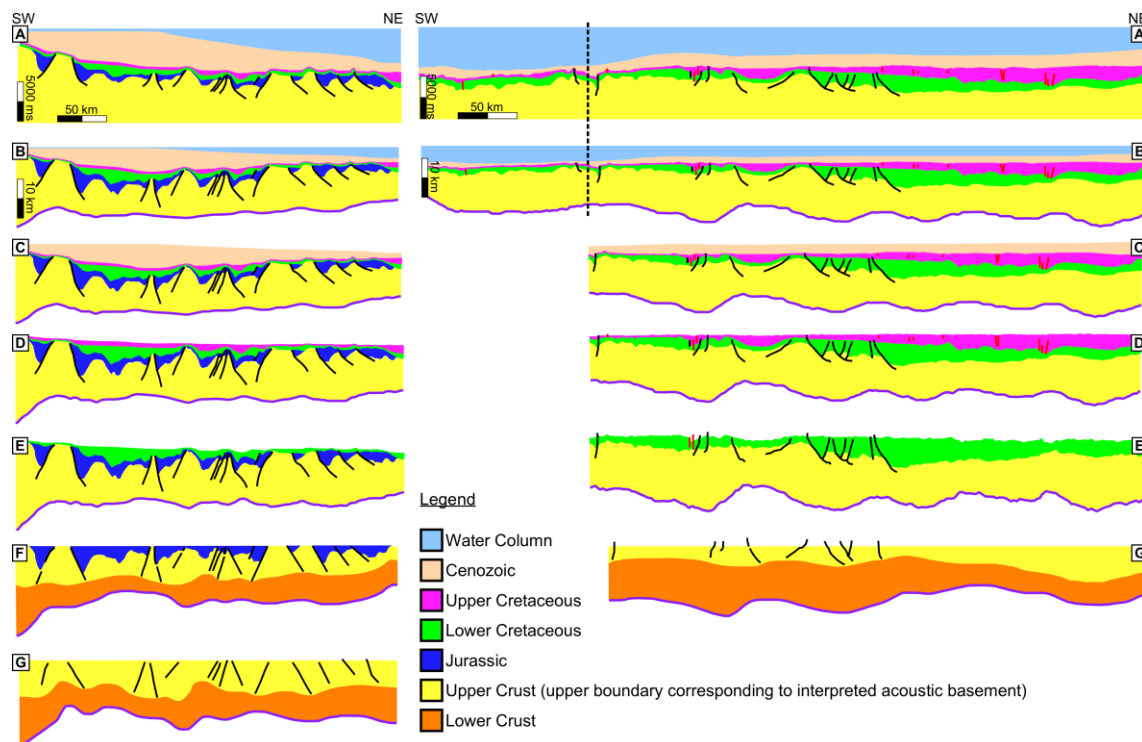 SW NE SW NE
A A
5000 ms 5000 ms
50 km 50 km
B B
10 km 10 km
C C
D D
E E
Legend
Water Column
Cenozoic
Upper Cretaceous
F G
Lower Cretaceous
Jurassic
G Upper Crust (upper boundary corresponding to interpreted acoustic basement)
Lower Crust